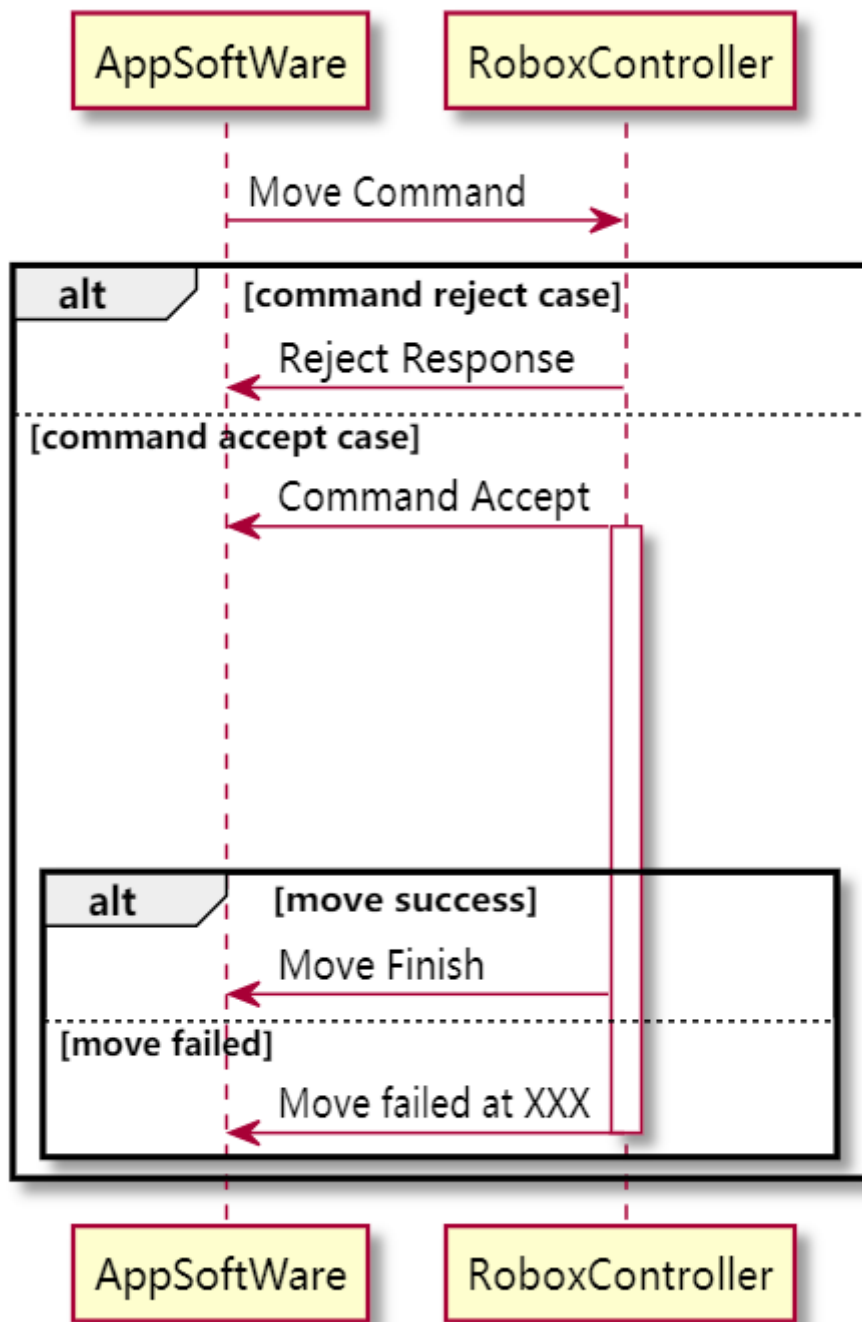 AppSoftWare
RoboxController
Move Command
alt
[command reject case]
Reject Response
[command accept case]
Command Accept
alt
[move success]
Move Finish
[move failed]
Move failed at XXX
AppSoftWare
RoboxController